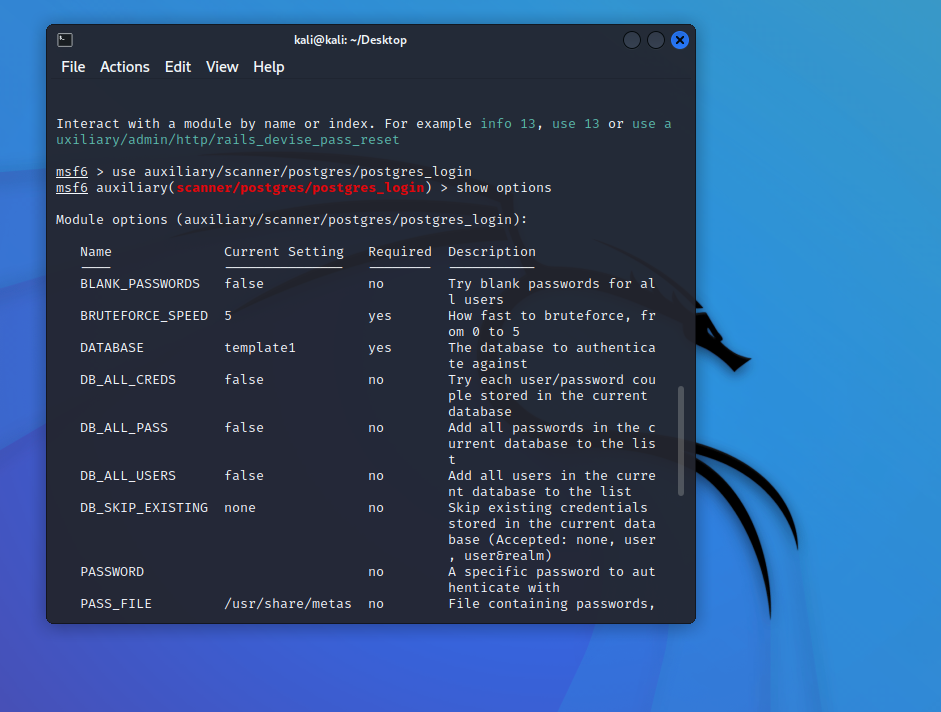 kali@kali: ~/Desktop
File Actions Edit View Help
Interact with a module by name or index. For example info 13, use 13 or use a
uxiliary/admin/http/rails_devise_pass_reset
msf6 > use auxiliary/scanner/postgres/postgres_login
msf6 auxiliary(scanner/postgres/postgres_login) > show options
Module options (auxiliary/scanner/postgres/postgres_login):
Name Current Setting Required Description
BLANK_PASSWORDS false no Try blank passwords for al
l users
BRUTEFORCE_SPEED 5 yes How fast to bruteforce, fr
om 0 to 5
DATABASE template1 yes The database to authentica
te against
DB_ALL_CREDS false no Try each user/password cou
ple stored in the current
database
DB_ALL_PASS false no Add all passwords in the c
urrent database to the lis
t
DB_ALL_USERS false no Add all users in the curre
nt database to the list
DB_SKIP_EXISTING none no Skip existing credentials
stored in the current data
base (Accepted: none, user
, user&realm)
PASSWORD no A specific password to aut
henticate with
PASS_FILE /usr/share/metas no File containing passwords,